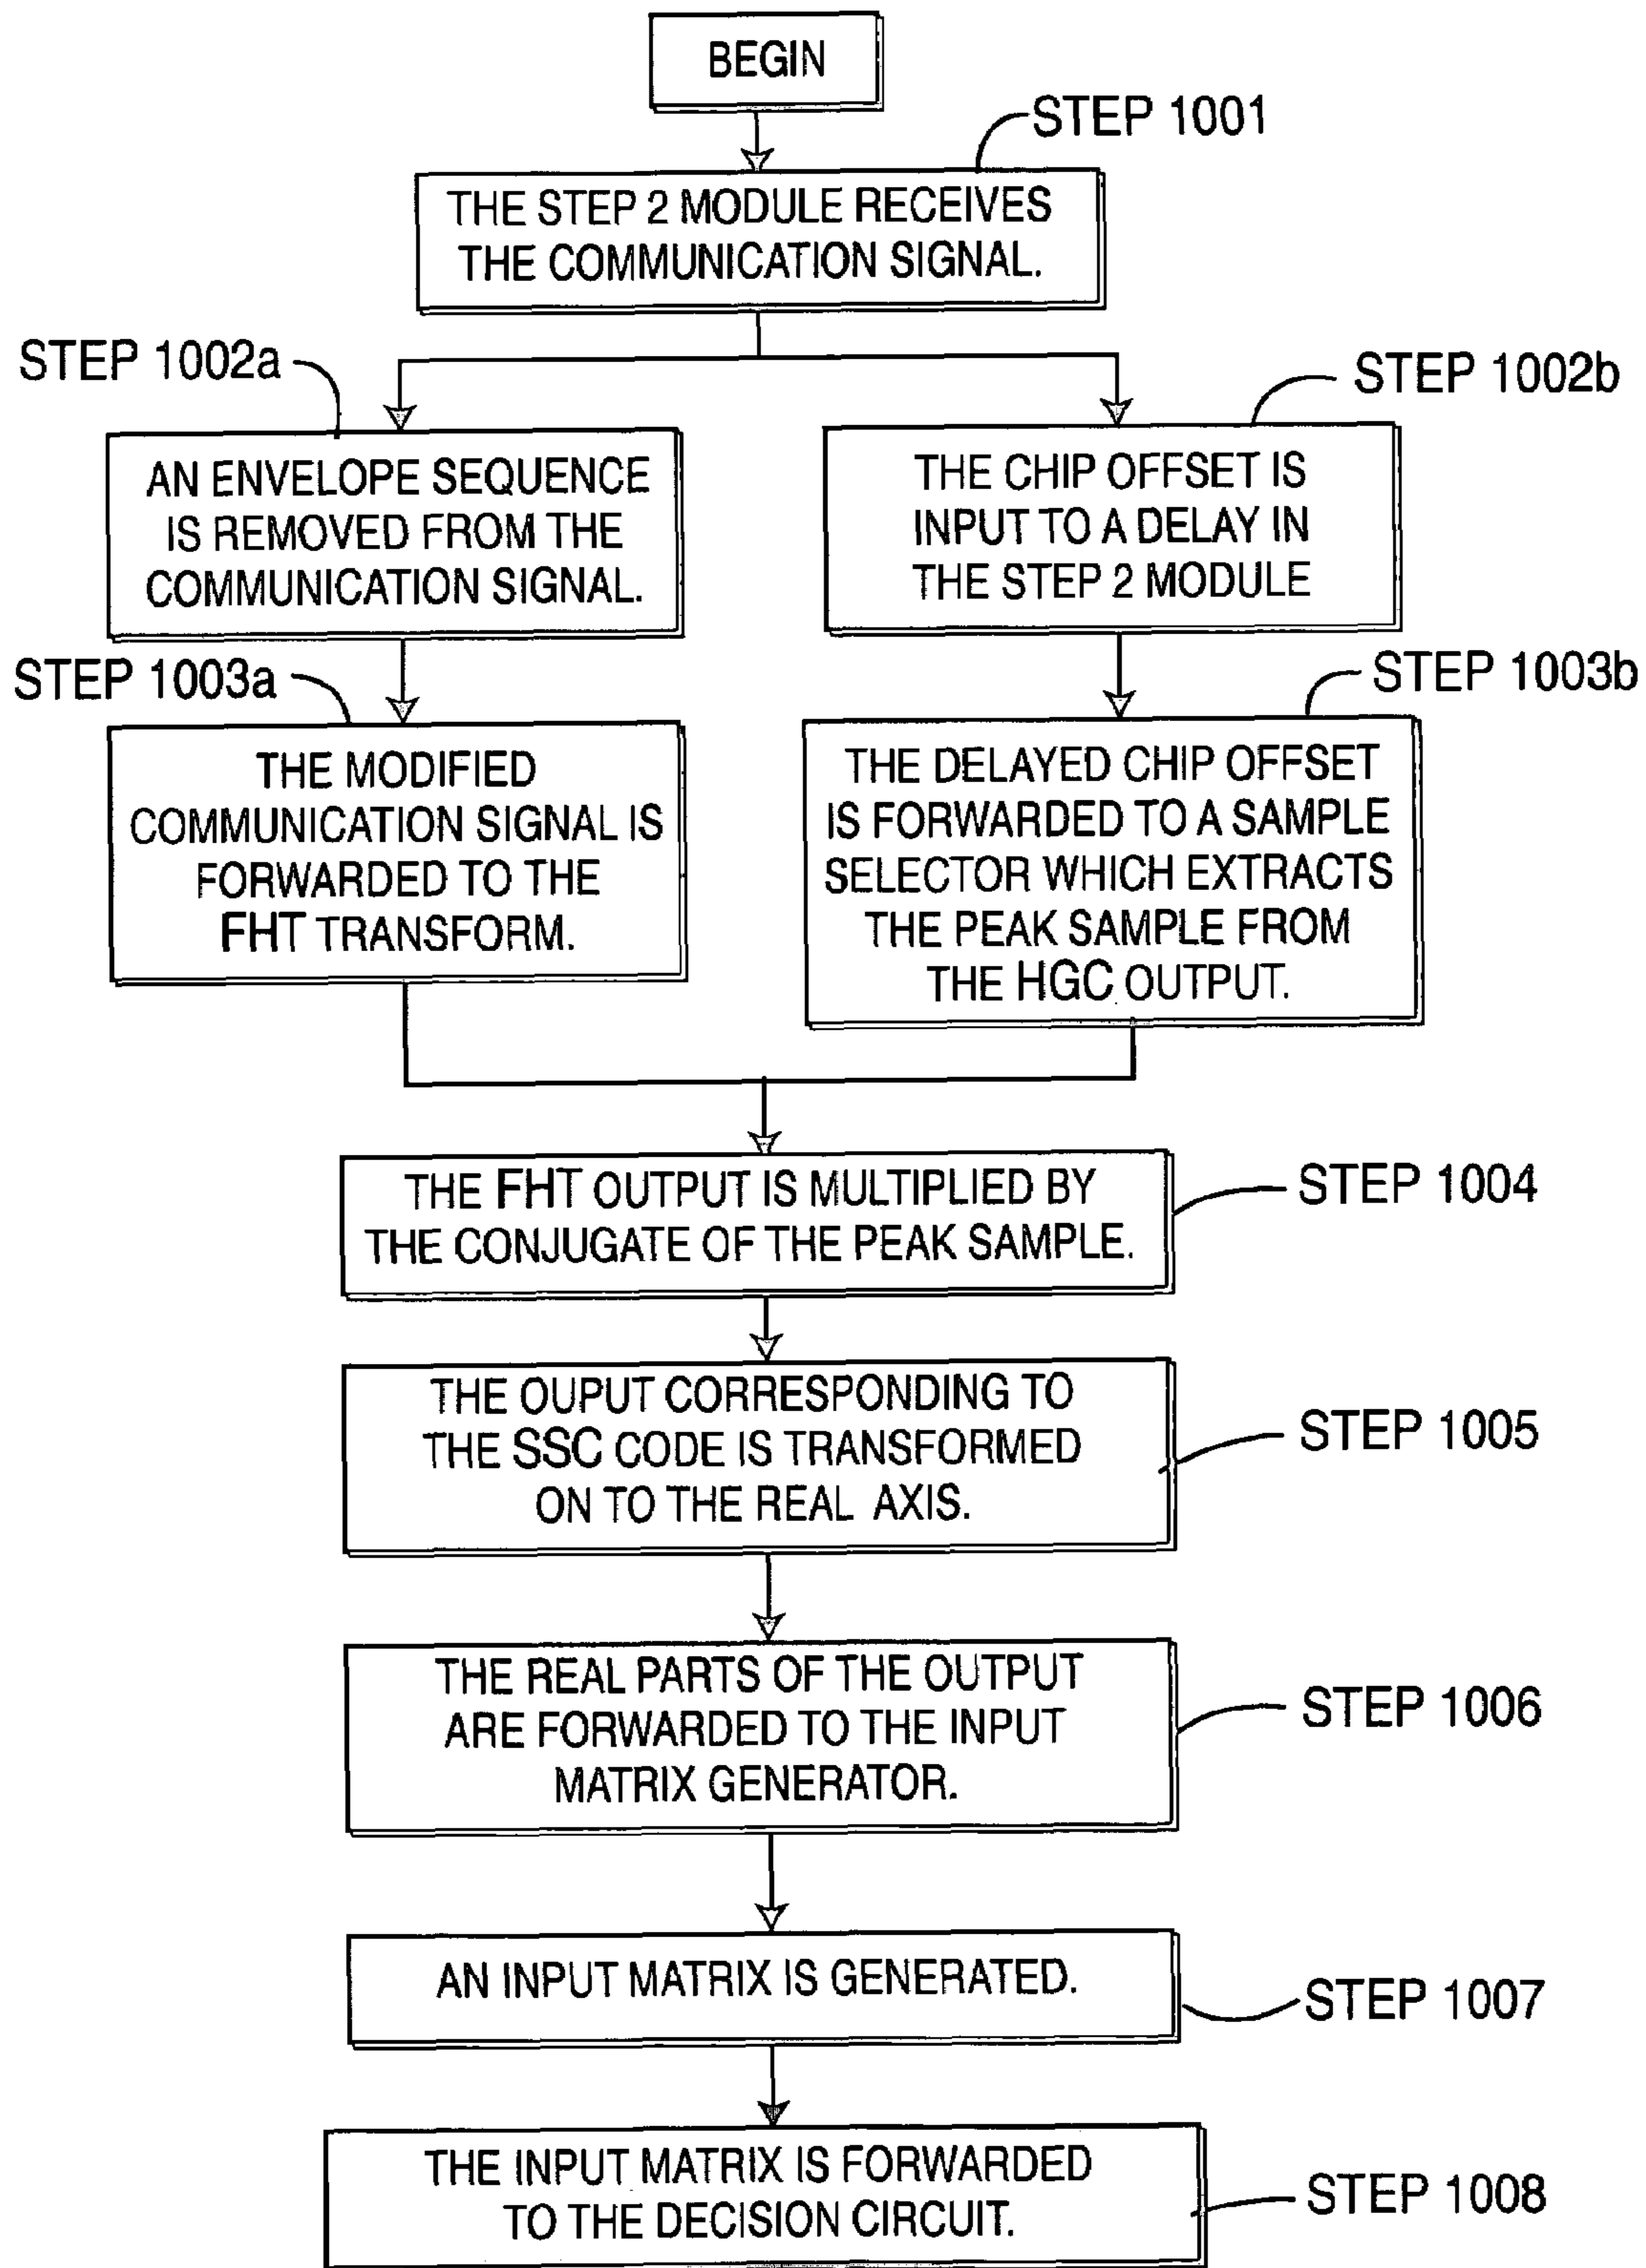 BEGIN
STEP 1001
THE STEP 2 MODULE RECEIVES
THE COMMUNICATION SIGNAL.
STEP 1002a
AN ENVELOPE SEQUENCE
IS REMOVED FROM THE
COMMUNICATION SIGNAL.
STEP 1002b
THE CHIP OFFSET IS
INPUT TO A DELAY IN
THE STEP 2 MODULE
STEP 1003a
THE MODIFIED
COMMUNICATION SIGNAL IS
FORWARDED TO THE
FHT TRANSFORM.
STEP 1003b
THE DELAYED CHIP OFFSET
IS FORWARDED TO A SAMPLE
SELECTOR WHICH EXTRACTS
THE PEAK SAMPLE FROM
THE HGC OUTPUT.
THE FHT OUTPUT IS MULTIPLIED BY
THE CONJUGATE OF THE PEAK SAMPLE.
STEP 1004
THE OUPUT CORRESPONDING TO
THE SSC CODE IS TRANSFORMED
ON TO THE REAL AXIS.
STEP 1005
THE REAL PARTS OF THE OUTPUT
ARE FORWARDED TO THE INPUT
MATRIX GENERATOR.
STEP 1006
AN INPUT MATRIX IS GENERATED.
STEP 1007
THE INPUT MATRIX IS FORWARDED
TO THE DECISION CIRCUIT.
STEP 1008